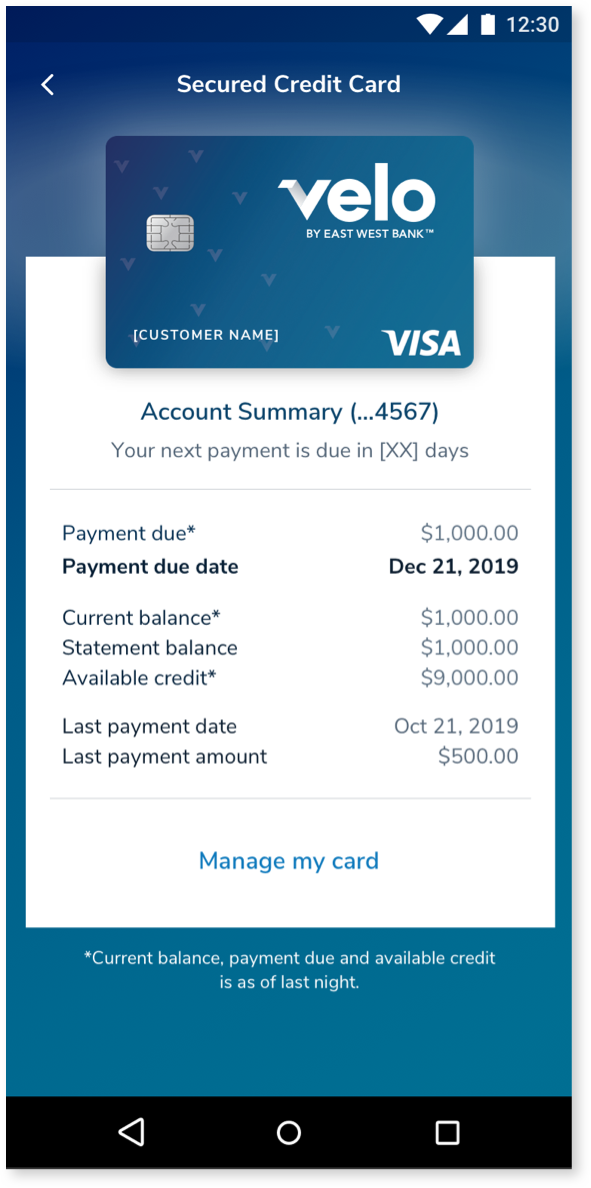 12:30
Secured Credit Card
velo
BY EAST WEST BANK™
[CUSTOMER NAME]
VISA
Account Summary (...4567)
Your next payment is due in [XX] days
Payment due* $1,000.00
Payment due date Dec 21, 2019
Current balance* $1,000.00
Statement balance $1,000.00
Available credit* $9,000.00
Last payment date Oct 21, 2019
Last payment amount $500.00
Manage my card
*Current balance, payment due and available credit
is as of last night.